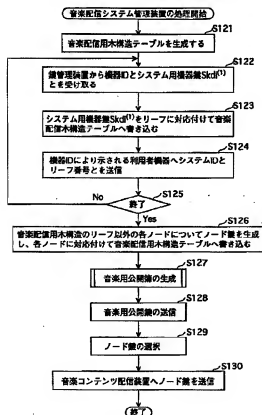 音楽配信システム管理装置の処理開始
S121
音楽配信用木構造テーブルを生成する
S122
鍵管理装置から機器IDとシステム用機器鍵Skdl(1)
とを受け取る
S123
システム用機器鍵Skdl(1)をリーフに対応付けて音楽
配信木構造テーブルへ書き込む
S124
機器IDにより示される利用者機器へシステムIDと
リーフ番号とを送信
S125
No
終了
Yes
S126
音楽配信用木構造のリーフ以外の各ノードについてノード鍵を生成
し、各ノードに対応付けて音楽配信用木構造テーブルへ書き込む
S127
音楽用公開簿の生成
S128
音楽用公開鍵の送信
S129
ノード鍵の選択
S130
音楽コンテンツ配信装置へノード鍵を送信
終了